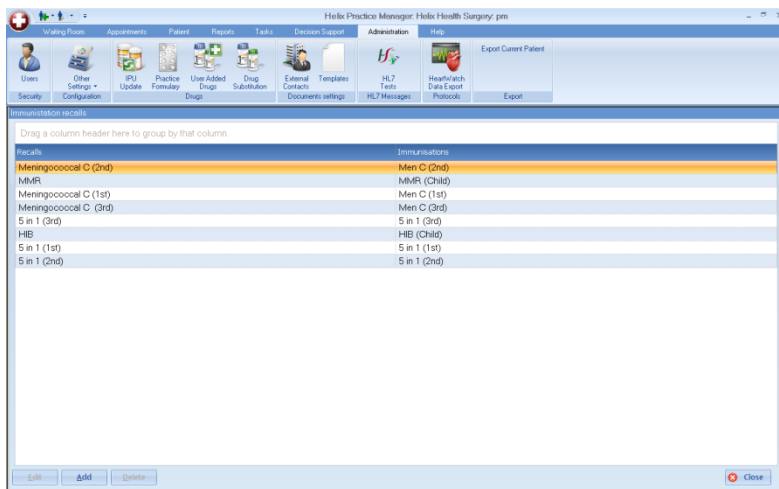 Helix Practice Manager: Helix Health Surgery: pm
Waiting Room Appointments Patient Reports Tasks Decision Support Administration Help
Users
Other Settings
IPU Update
Practice Formulary
User Added Drugs
Drug Substitution
External Contacts
Templates
HL7 Tests
HeartWatch Data Export
Export Current Patient
Security Configuration Drugs Documents settings HL7 Messages Protocols Export
Immunistation recalls
Drag a column header here to group by that column.
Recalls Immunisations
Meningococcal C (2nd) Men C (2nd)
MMR MMR (Child)
Meningococcal C (1st) Men C (1st)
Meningococcal C (3rd) Men C (3rd)
5 in 1 (3rd) 5 in 1 (3rd)
HIB HIB (Child)
5 in 1 (1st) 5 in 1 (1st)
5 in 1 (2nd) 5 in 1 (2nd)
Edit Add Delete Close